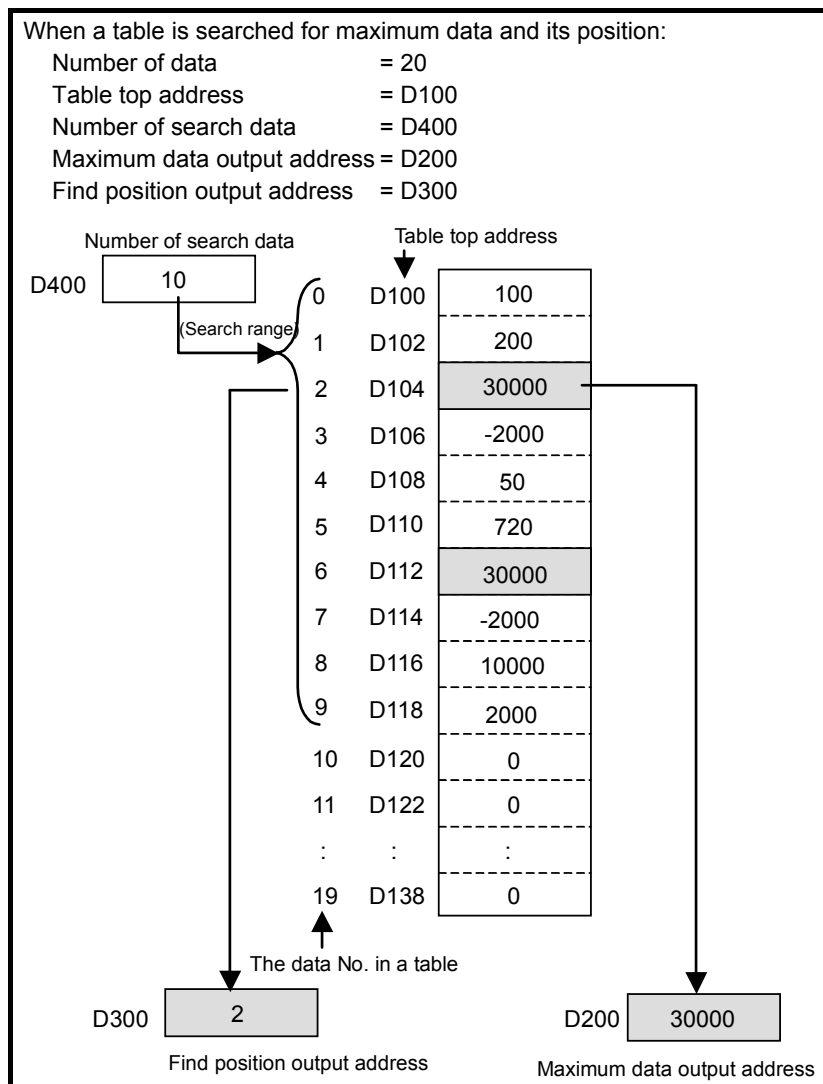 When a table is searched for maximum data and its position:
Number of data = 20
Table top address = D100
Number of search data = D400
Maximum data output address = D200
Find position output address = D300
Number of search data
Table top address
D400 10
(Search range)
0 D100 100
1 D102 200
2 D104 30000
3 D106 -2000
4 D108 50
5 D110 720
6 D112 30000
7 D114 -2000
8 D116 10000
9 D118 2000
10 D120 0
11 D122 0
: : :
19 D138 0
The data No. in a table
D300 2
D200 30000
Find position output address
Maximum data output address